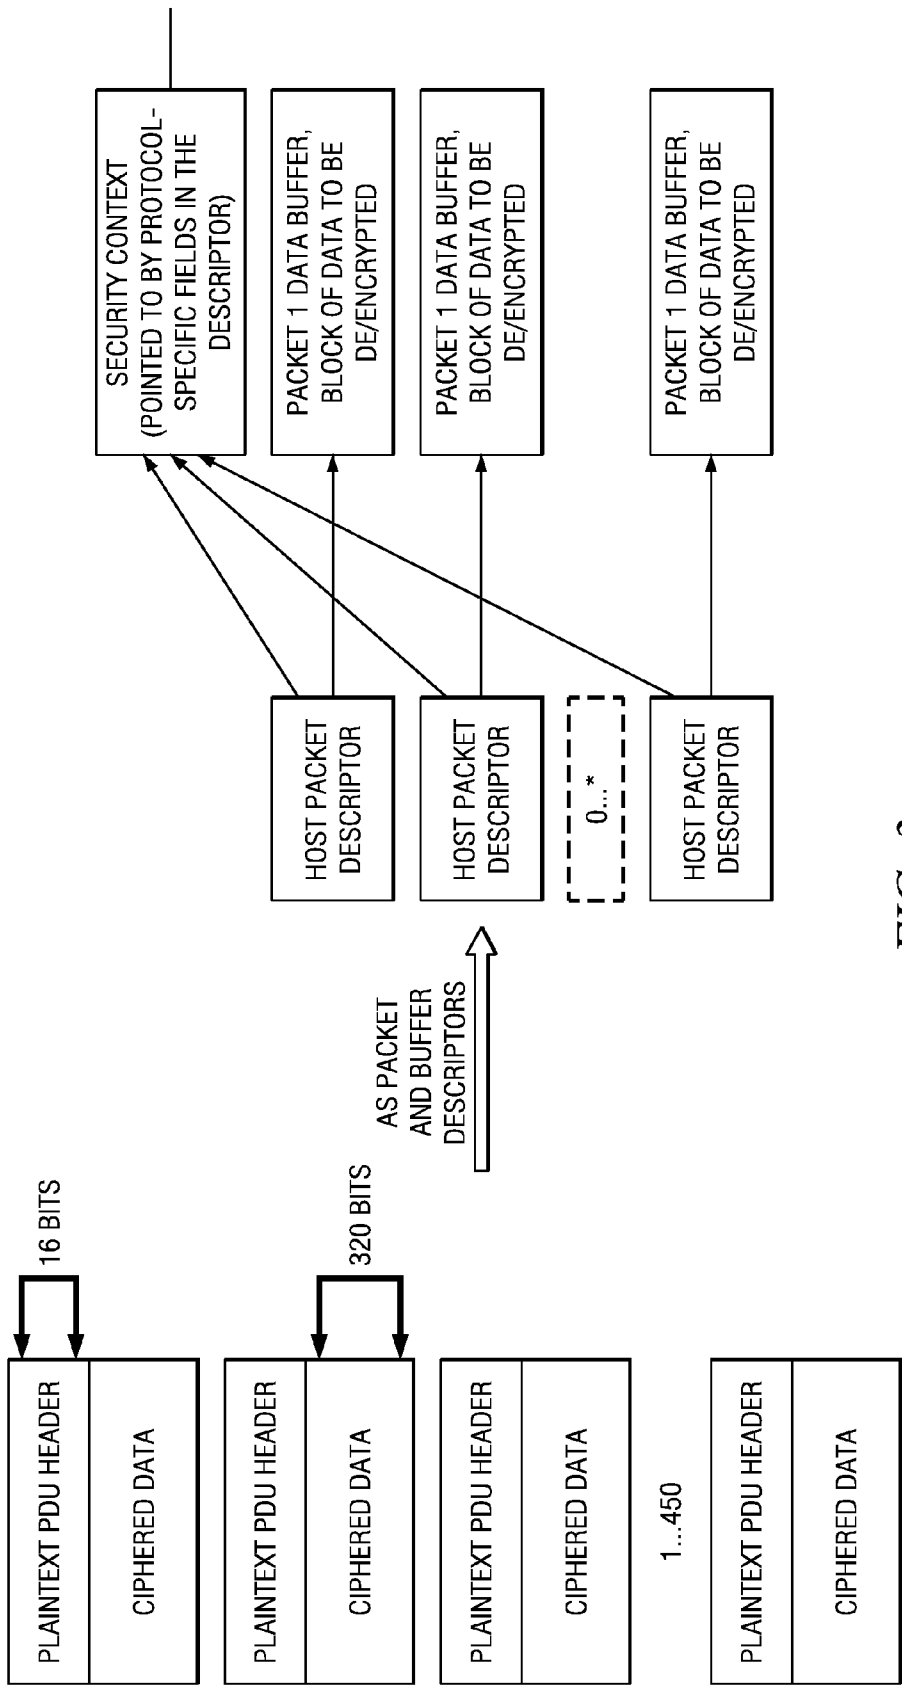 PLAINTEXT PDU HEADER
CIPHERED DATA
16 BITS
PLAINTEXT PDU HEADER
CIPHERED DATA
320 BITS
PLAINTEXT PDU HEADER
CIPHERED DATA
1...450
PLAINTEXT PDU HEADER
CIPHERED DATA
AS PACKET
AND BUFFER
DESCRIPTORS
HOST PACKET
DESCRIPTOR
HOST PACKET
DESCRIPTOR
0...*
HOST PACKET
DESCRIPTOR
SECURITY CONTEXT
(POINTED TO BY PROTOCOL-
SPECIFIC FIELDS IN THE
DESCRIPTOR)
PACKET 1 DATA BUFFER,
BLOCK OF DATA TO BE
DE/ENCRYPTED
PACKET 1 DATA BUFFER,
BLOCK OF DATA TO BE
DE/ENCRYPTED
PACKET 1 DATA BUFFER,
BLOCK OF DATA TO BE
DE/ENCRYPTED
FIG.